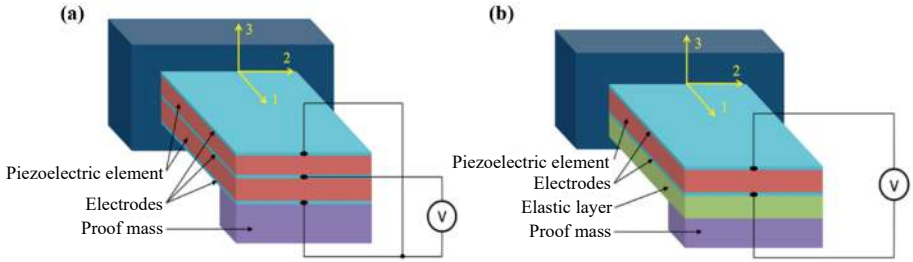 (a)
3
2
1
Piezoelectric element
Electrodes
Proof mass
V
(b)
3
2
1
Piezoelectric element
Electrodes
Elastic layer
Proof mass
V